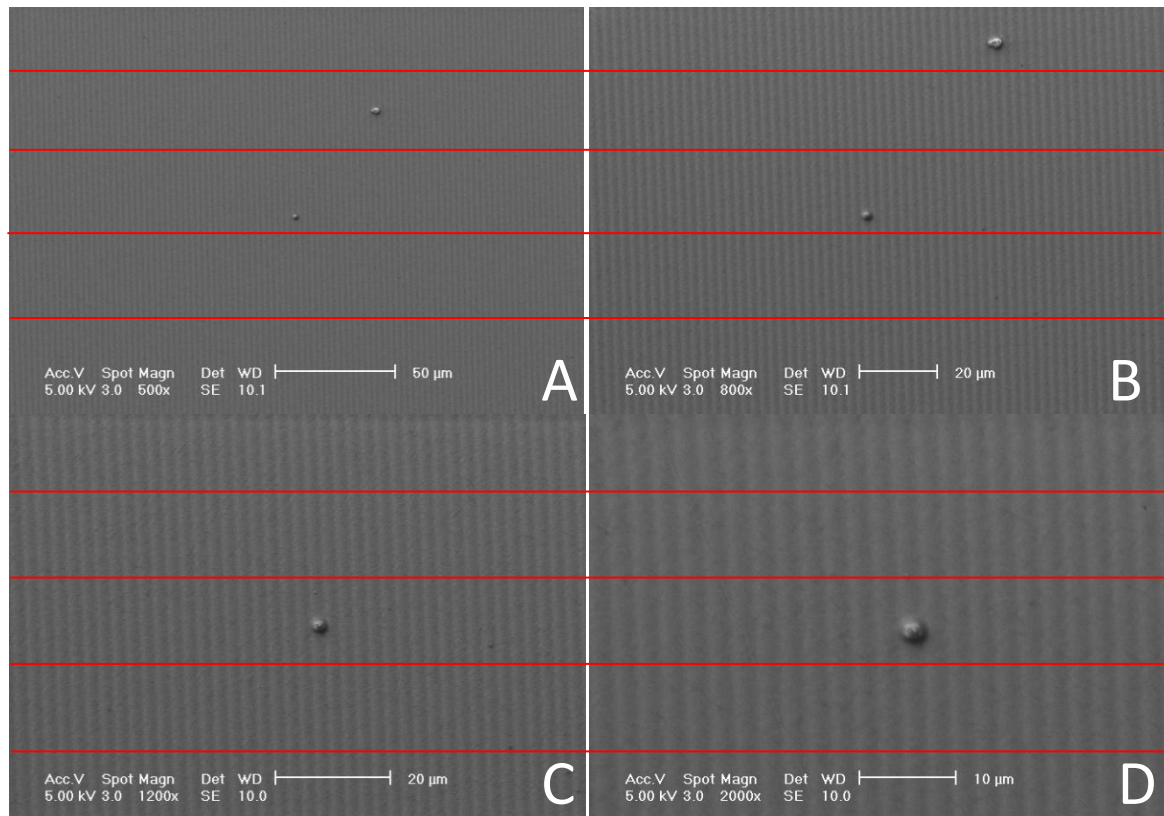 Acc.V Spot Magn Det WD 50 µm
5.00 kV 3.0 500x SE 10.1
A
Acc.V Spot Magn Det WD 20 µm
5.00 kV 3.0 800x SE 10.1
B
Acc.V Spot Magn Det WD 20 µm
5.00 kV 3.0 1200x SE 10.0
C
Acc.V Spot Magn Det WD 10 µm
5.00 kV 3.0 2000x SE 10.0
D